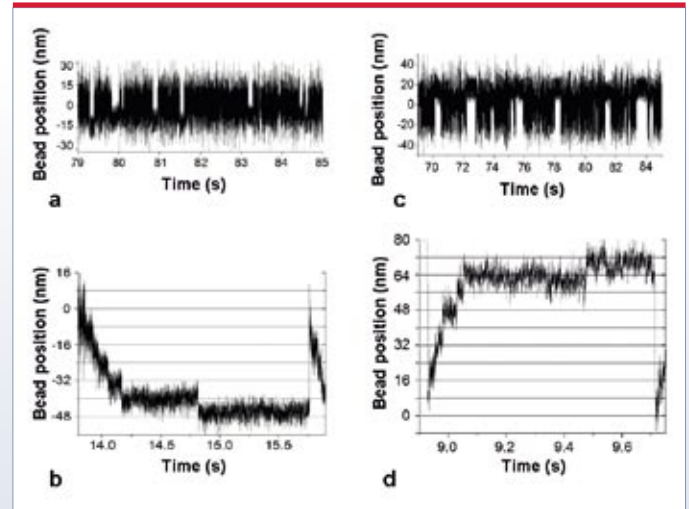 Bead position (nm)
30
15
0
-15
-30
79 80 81 82 83 84 85
Time (s)
a
Bead position (nm)
40
20
0
-20
-40
70 72 74 76 78 80 82 84
Time (s)
c
Bead position (nm)
16
0
-16
-32
-48
14.0 14.5 15.0 15.5
Time (s)
b
Bead position (nm)
80
64
48
32
16
0
9.0 9.2 9.4 9.6
Time (s)
d